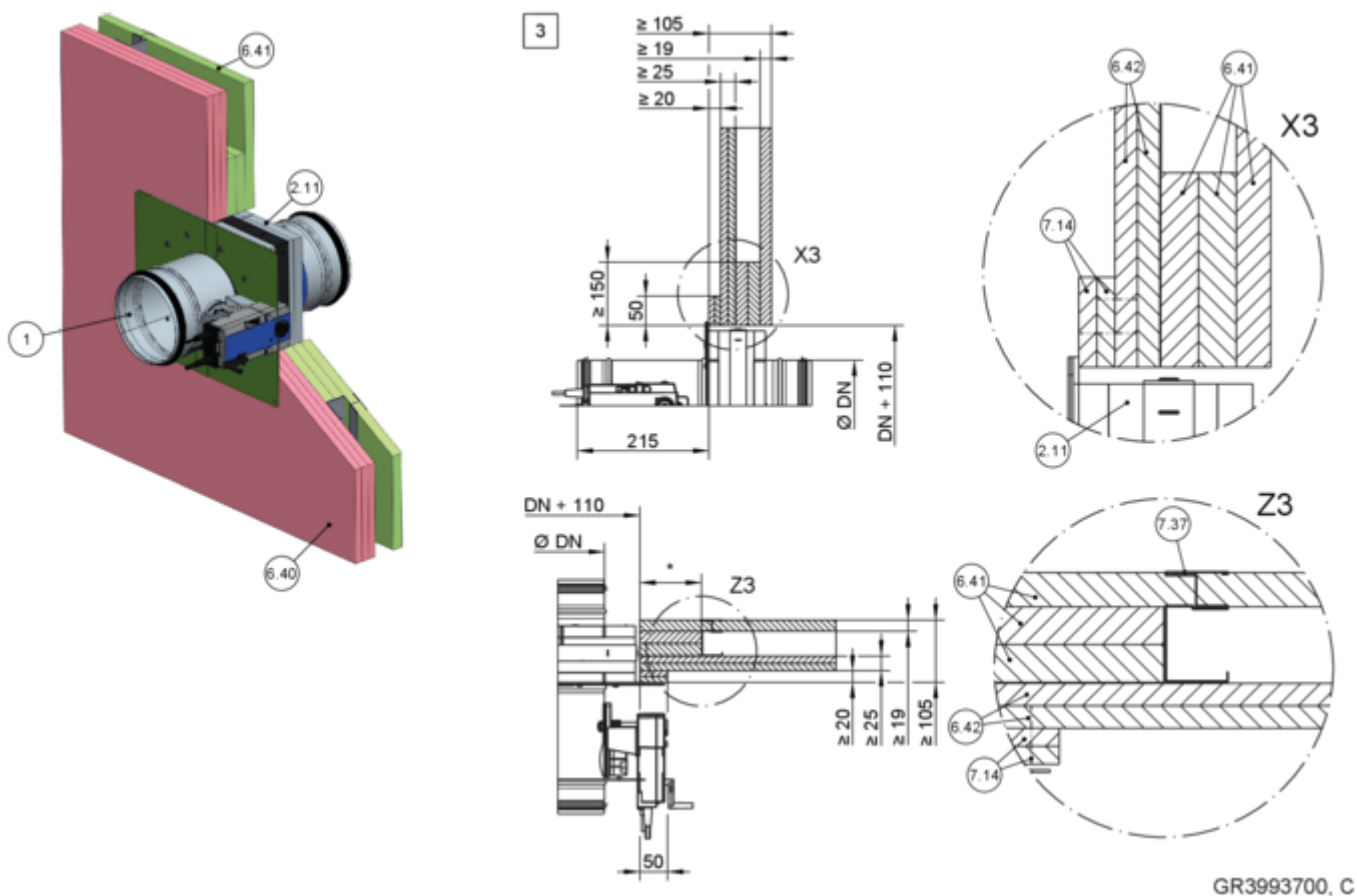 6.41
2.11
1
6.40
3
≥ 105
≥ 19
≥ 25
≥ 20
≥ 150
50
X3
Ø DN
DN + 110
215
6.42
6.41
X3
7.14
2.11
DN + 110
Ø DN
*
Z3
≥ 20
≥ 25
≥ 19
≥ 105
50
7.37
Z3
6.41
6.42
7.14
GR3993700, C